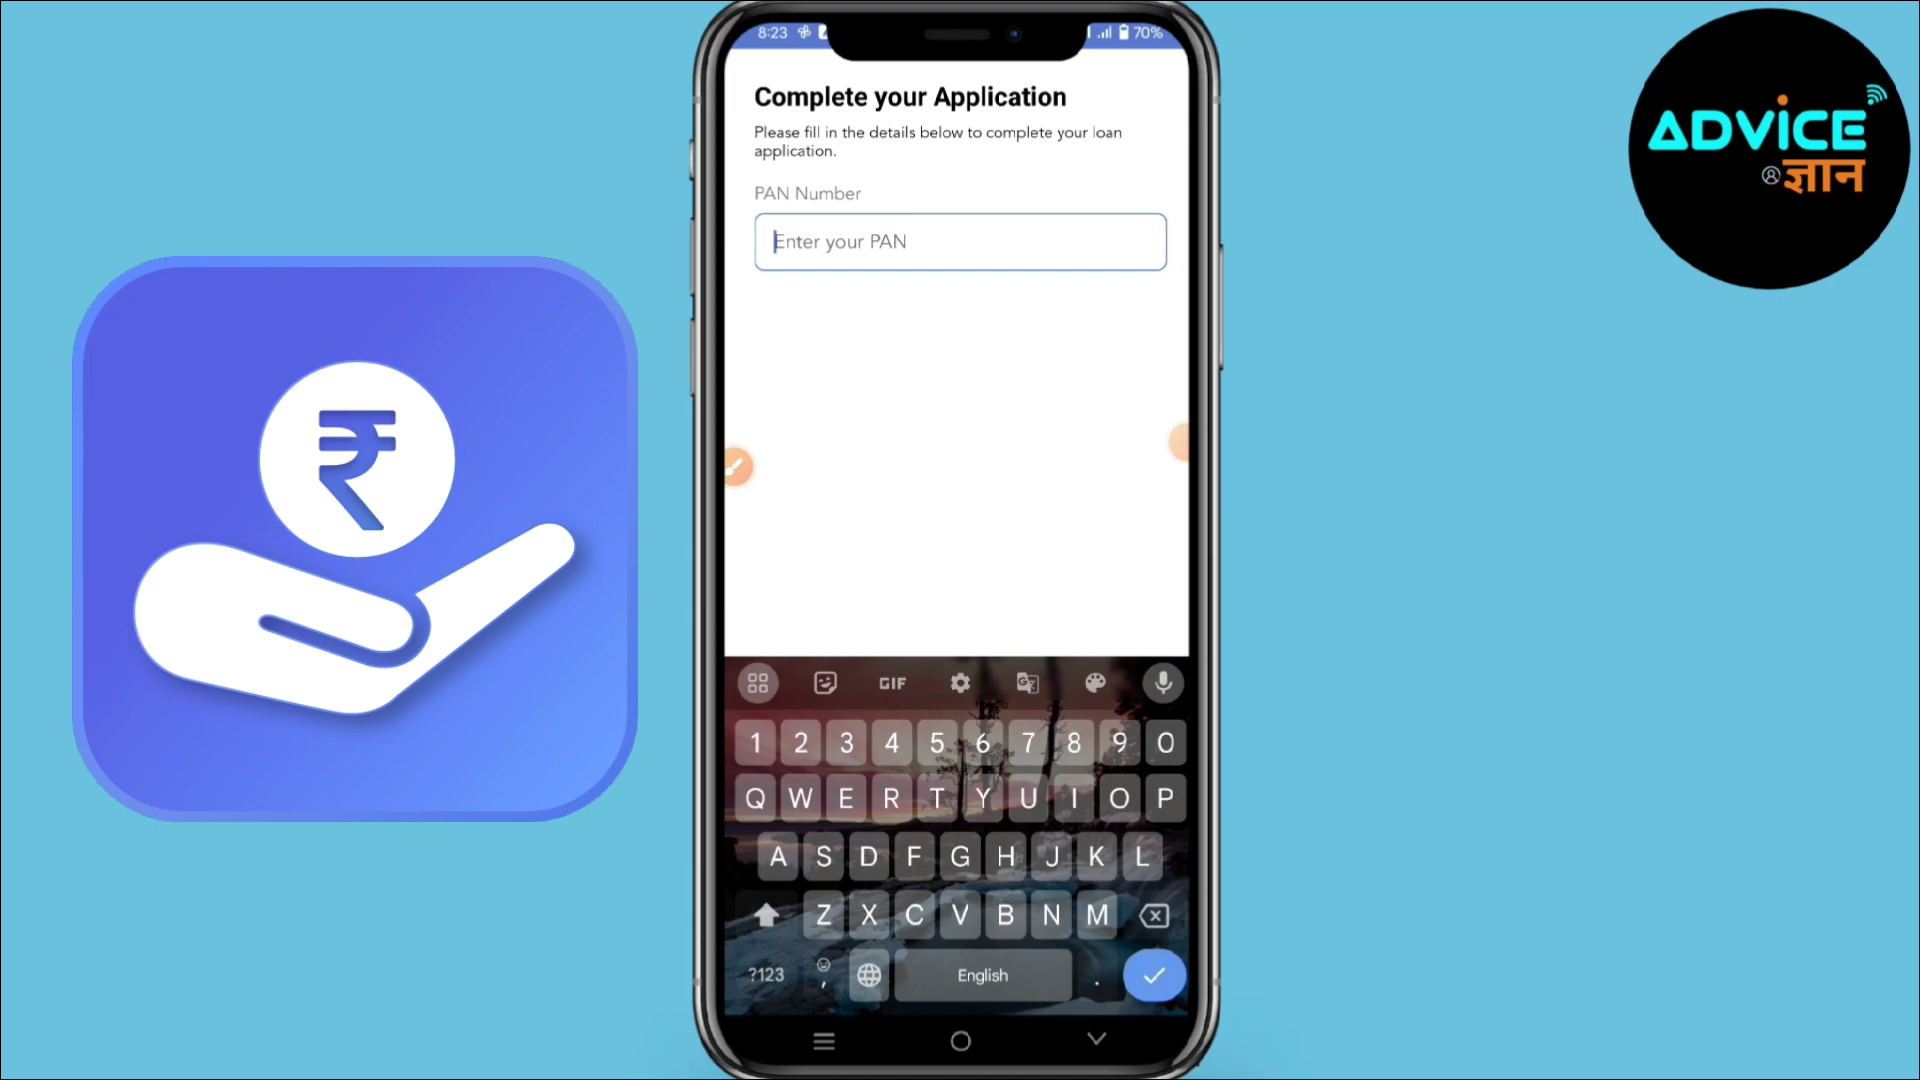 8:23
70%
Complete your Application
Please fill in the details below to complete your loan
application.
PAN Number
Enter your PAN
GIF
1 2 3 4 5 6 7 8 9 0
Q W E R T Y U I O P
A S D F G H J K L
Z X C V B N M
?123 , English .
₹
ADVICE
ज्ञान